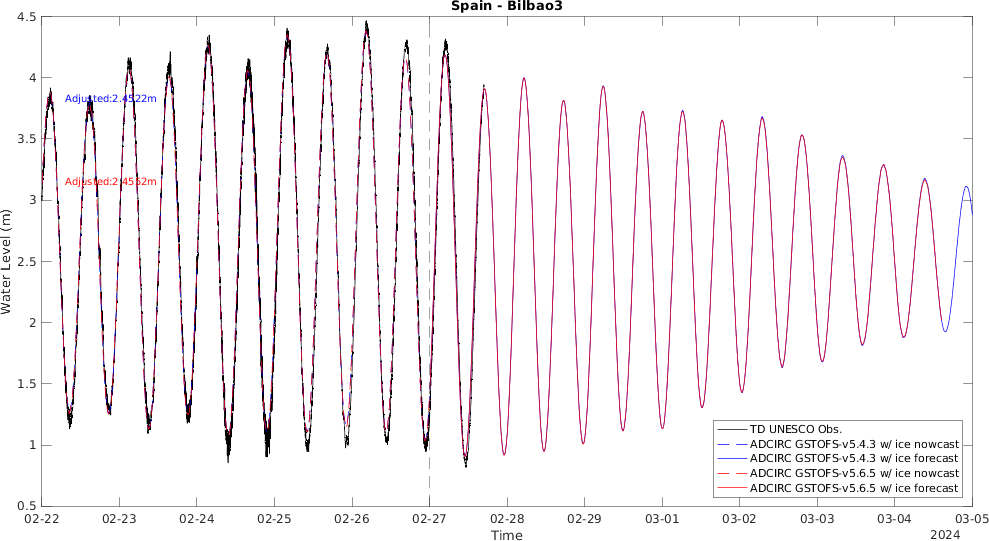 Spain - Bilbao3
4.5
4
3.5
3
2.5
2
1.5
1
0.5
Water Level (m)
Adjusted:2.4522m
Adjusted:2.4552m
TD UNESCO Obs.
ADCIRC GSTOFS-v5.4.3 w/ ice nowcast
ADCIRC GSTOFS-v5.4.3 w/ ice forecast
ADCIRC GSTOFS-v5.6.5 w/ ice nowcast
ADCIRC GSTOFS-v5.6.5 w/ ice forecast
02-22 02-23 02-24 02-25 02-26 02-27 02-28 02-29 03-01 03-02 03-03 03-04 03-05
Time
2024